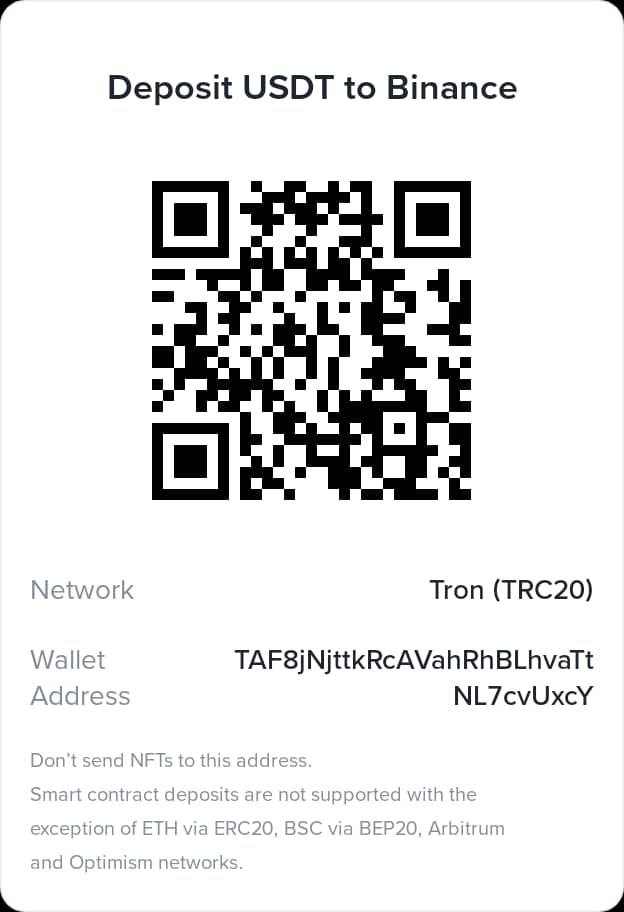 Deposit USDT to Binance
Network Tron (TRC20)
Wallet TAF8jNjttkRcAVahRhBLhvaTt
Address NL7cvUxcY
Don’t send NFTs to this address.
Smart contract deposits are not supported with the
exception of ETH via ERC20, BSC via BEP20, Arbitrum
and Optimism networks.